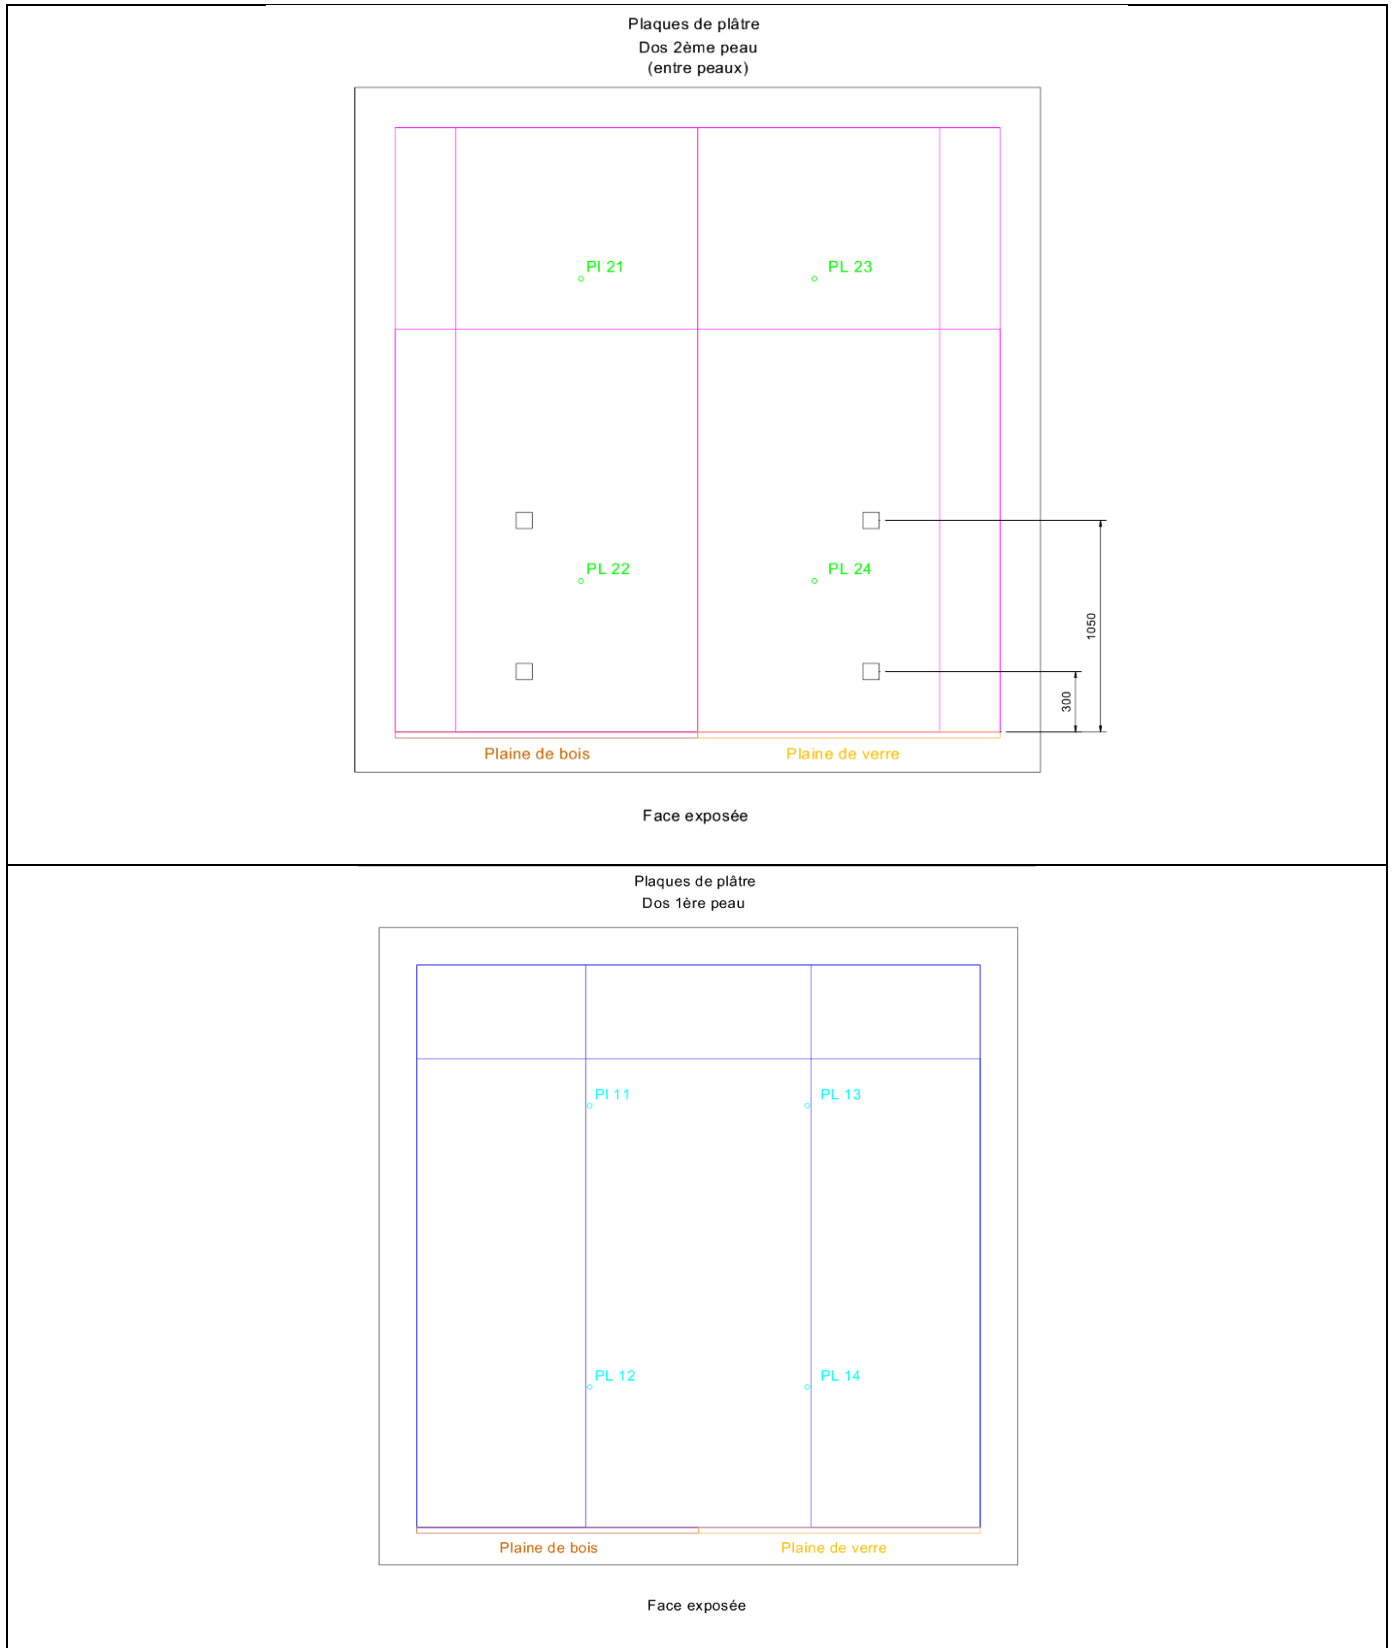 Plaques de plâtre
Dos 2ème peau
(entre peaux)
PI 21
PL 23
PL 22
PL 24
1050
300
Plaine de bois
Plaine de verre
Face exposée
Plaques de plâtre
Dos 1ère peau
PI 11
PL 13
PL 12
PL 14
Plaine de bois
Plaine de verre
Face exposée